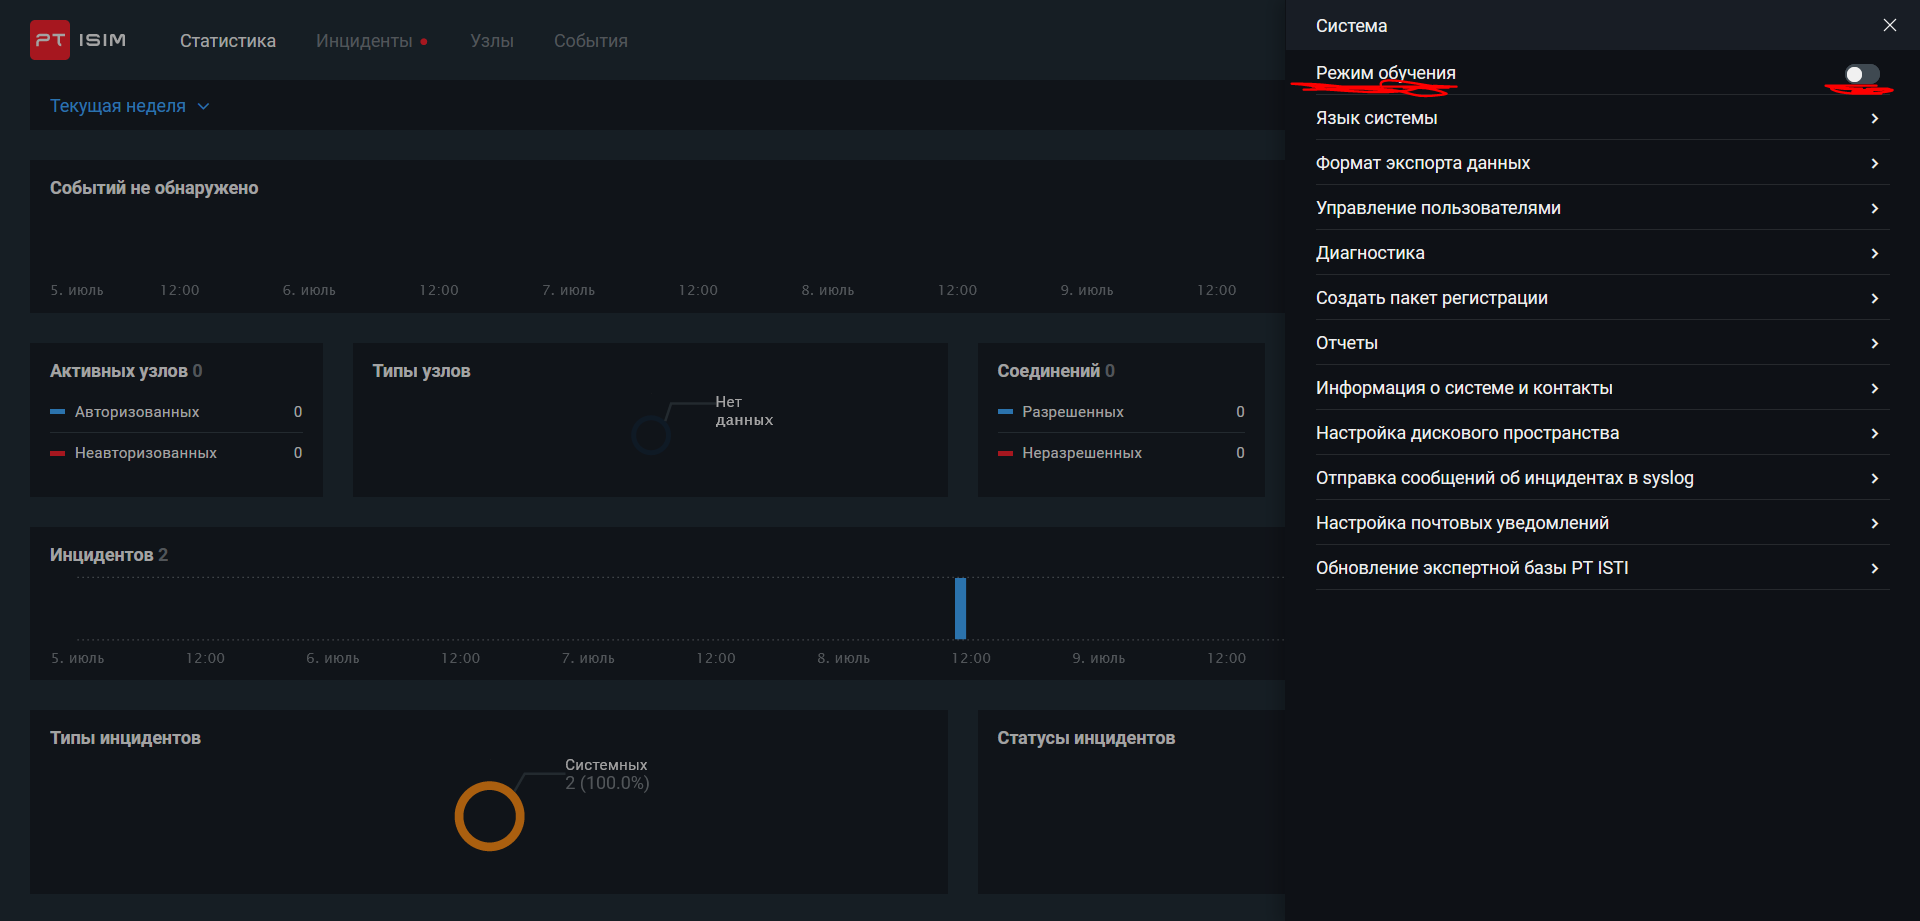 PT ISIM
Статистика
Инциденты
Узлы
События
Текущая неделя
Событий не обнаружено
5. июль 12:00 6. июль 12:00 7. июль 12:00 8. июль 12:00 9. июль 12:00
Активных узлов 0
Авторизованных 0
Неавторизованных 0
Типы узлов
Нет
данных
Соединений 0
Разрешенных 0
Неразрешенных 0
Инцидентов 2
5. июль 12:00 6. июль 12:00 7. июль 12:00 8. июль 12:00 9. июль 12:00
Типы инцидентов
Системных
2 (100.0%)
Статусы инцидентов
Система
Режим обучения
Язык системы
Формат экспорта данных
Управление пользователями
Диагностика
Создать пакет регистрации
Отчеты
Информация о системе и контакты
Настройка дискового пространства
Отправка сообщений об инцидентах в syslog
Настройка почтовых уведомлений
Обновление экспертной базы PT ISTI